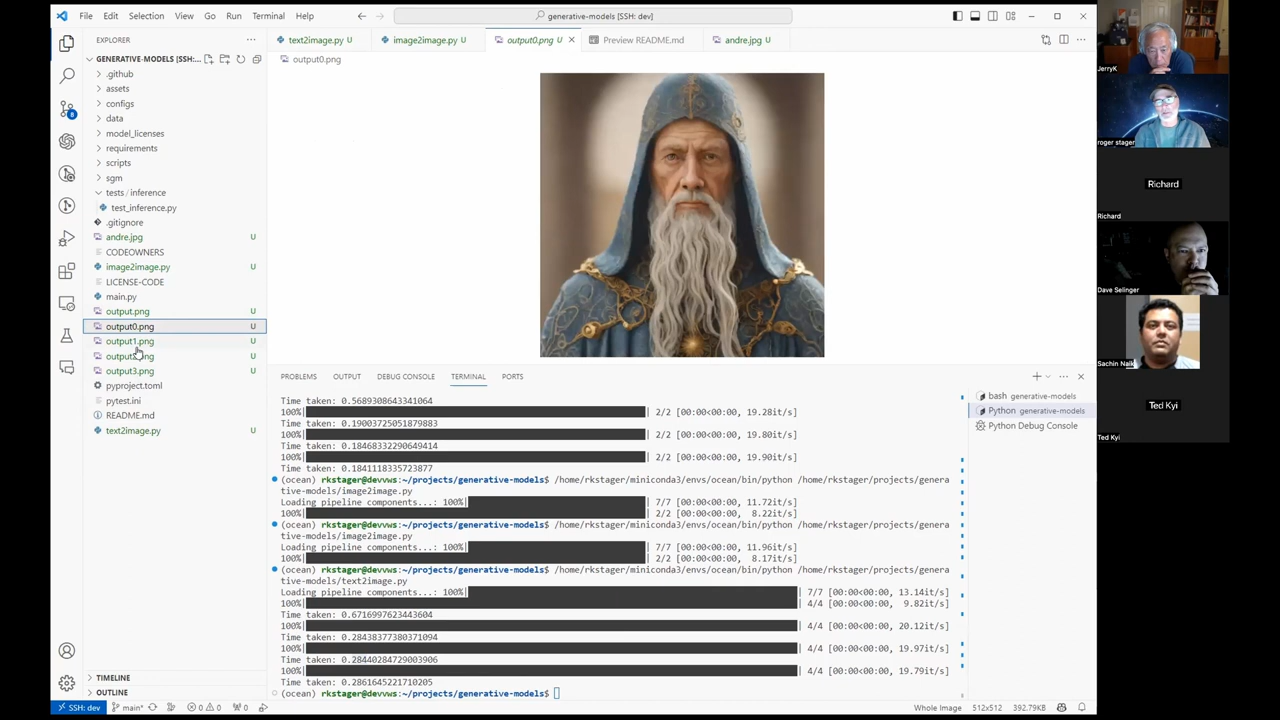 File Edit Selection View Go Run Terminal Help
generative-models [SSH: dev]
EXPLORER
GENERATIVE-MODELS [SSH:...
.github
assets
configs
data
model_licenses
requirements
scripts
sgm
tests / inference
test_inference.py
.gitignore
andre.jpg U
CODEOWNERS
image2image.py U
LICENSE-CODE
main.py
output.png U
output0.png U
output1.png U
output2.png U
output3.png U
pyproject.toml
pytest.ini
README.md
text2image.py U
TIMELINE
OUTLINE
text2image.py U image2image.py U output0.png U Preview README.md andre.jpg U
output0.png
PROBLEMS OUTPUT DEBUG CONSOLE TERMINAL PORTS
Time taken: 0.5689308643341064
100%| | 2/2 [00:00<00:00, 19.28it/s]
Time taken: 0.19003725051879883
100%| | 2/2 [00:00<00:00, 19.80it/s]
Time taken: 0.18468332290649414
100%| | 2/2 [00:00<00:00, 19.90it/s]
Time taken: 0.1841118335723877
(ocean) rkstager@devvws:~/projects/generative-models$ /home/rkstager/miniconda3/envs/ocean/bin/python /home/rkstager/projects/genera
tive-models/image2image.py
Loading pipeline components...: 100%| | 7/7 [00:00<00:00, 11.72it/s]
100%| | 2/2 [00:00<00:00, 8.22it/s]
(ocean) rkstager@devvws:~/projects/generative-models$ /home/rkstager/miniconda3/envs/ocean/bin/python /home/rkstager/projects/genera
tive-models/image2image.py
Loading pipeline components...: 100%| | 7/7 [00:00<00:00, 11.96it/s]
100%| | 2/2 [00:00<00:00, 8.17it/s]
(ocean) rkstager@devvws:~/projects/generative-models$ /home/rkstager/miniconda3/envs/ocean/bin/python /home/rkstager/projects/genera
tive-models/text2image.py
Loading pipeline components...: 100%| | 7/7 [00:00<00:00, 13.14it/s]
100%| | 4/4 [00:00<00:00, 9.82it/s]
Time taken: 0.6716997623443604
100%| | 4/4 [00:00<00:00, 20.12it/s]
Time taken: 0.28438377380371094
100%| | 4/4 [00:00<00:00, 19.97it/s]
Time taken: 0.28440284729003906
100%| | 4/4 [00:00<00:00, 19.79it/s]
Time taken: 0.2861645221710205
(ocean) rkstager@devvws:~/projects/generative-models$
bash generative-models
Python generative-models
Python Debug Console
SSH: dev main* 0 0 0 Whole Image 512x512 392.79KB
JerryK
roger stager
Richard
Richard
Dave Selinger
Sachin Naik
Ted Kyi
Ted Kyi